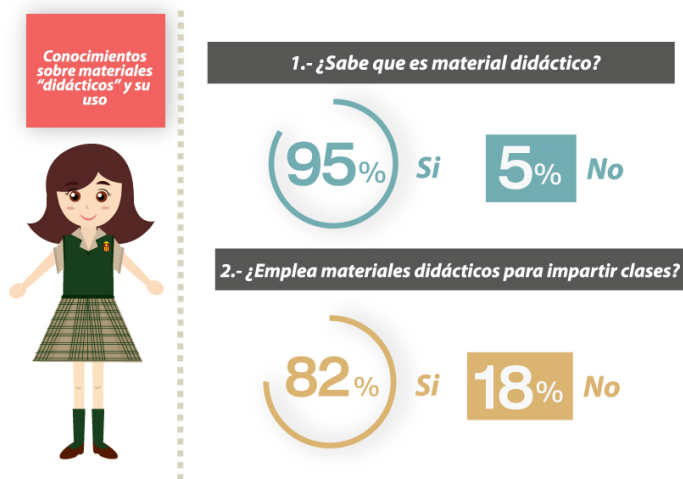 Conocimientos
sobre materiales
“didácticos” y su
uso
1.- ¿Sabe que es material didáctico?
95% Si 5% No
2.- ¿Emplea materiales didácticos para impartir clases?
82% Si 18% No